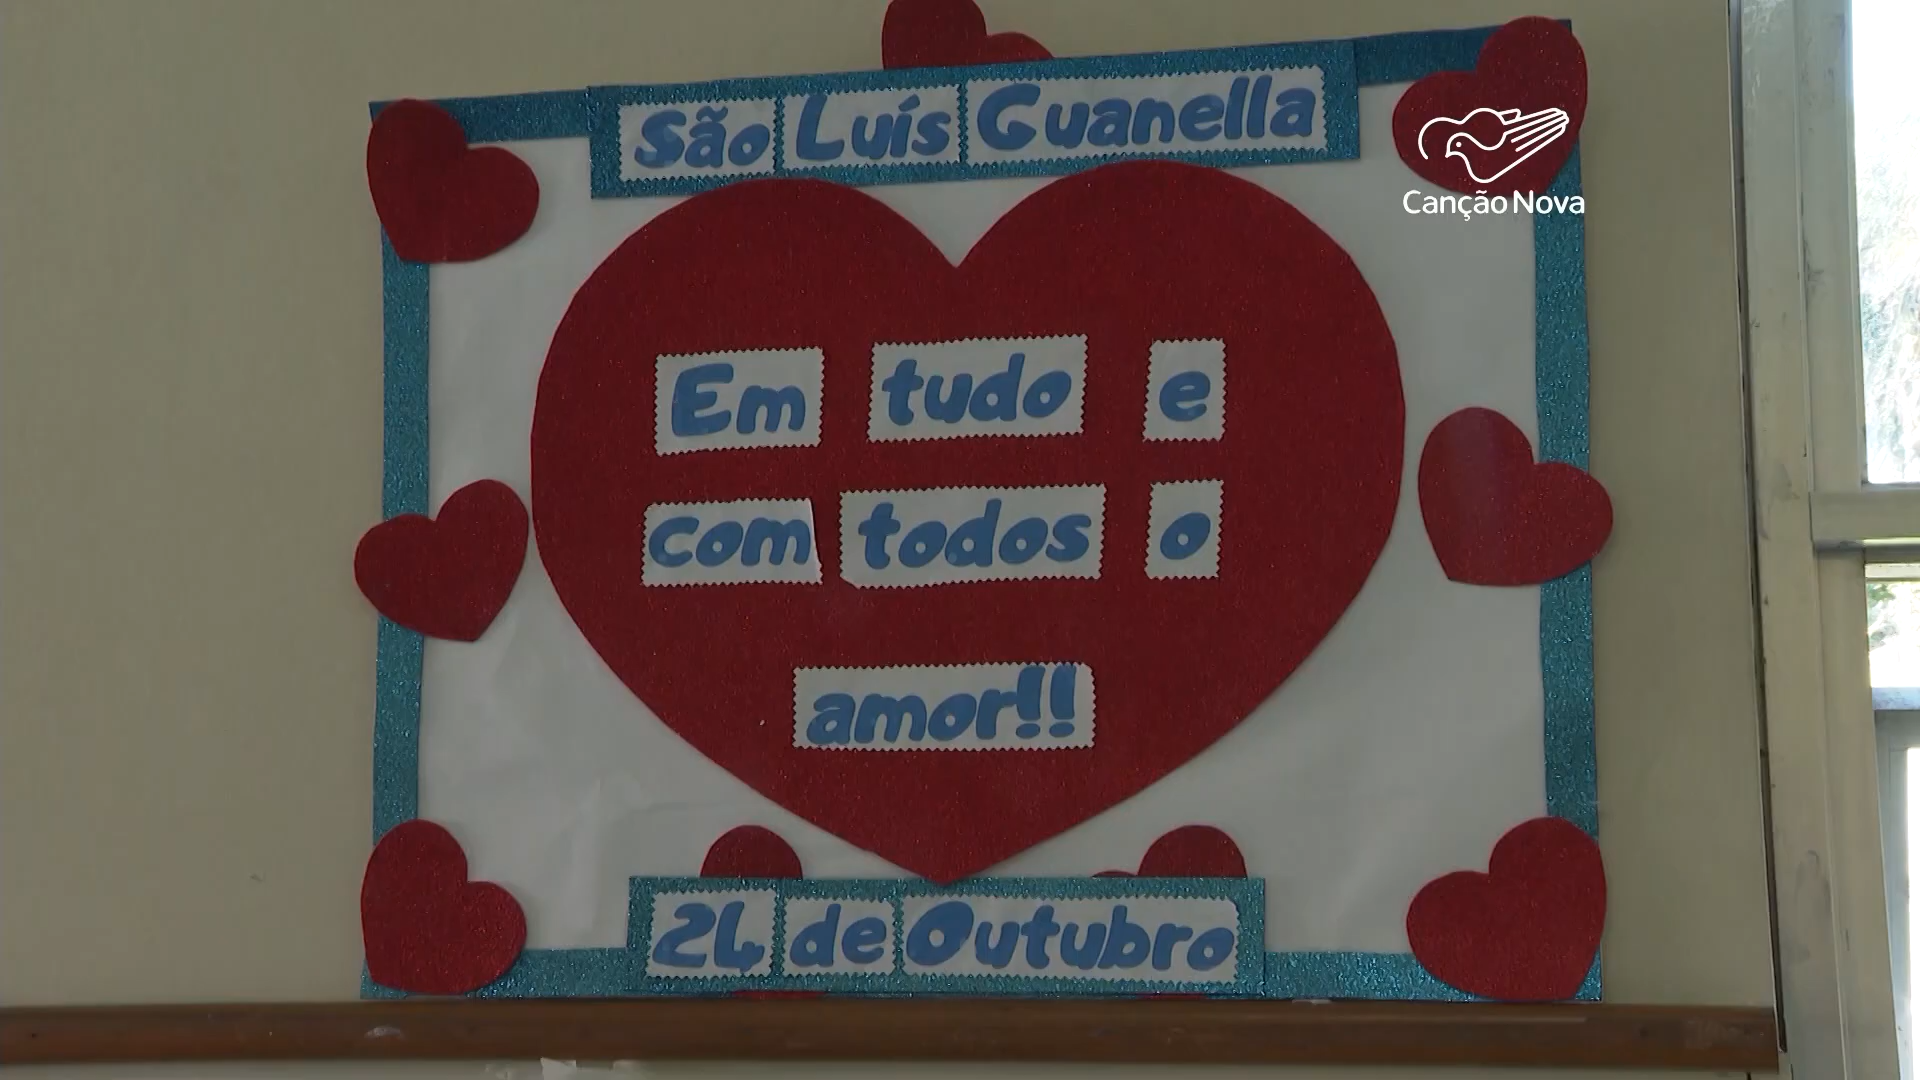 São Luís Guanella
Canção Nova
Em tudo e
com todos o
amor!!
24 de Outubro